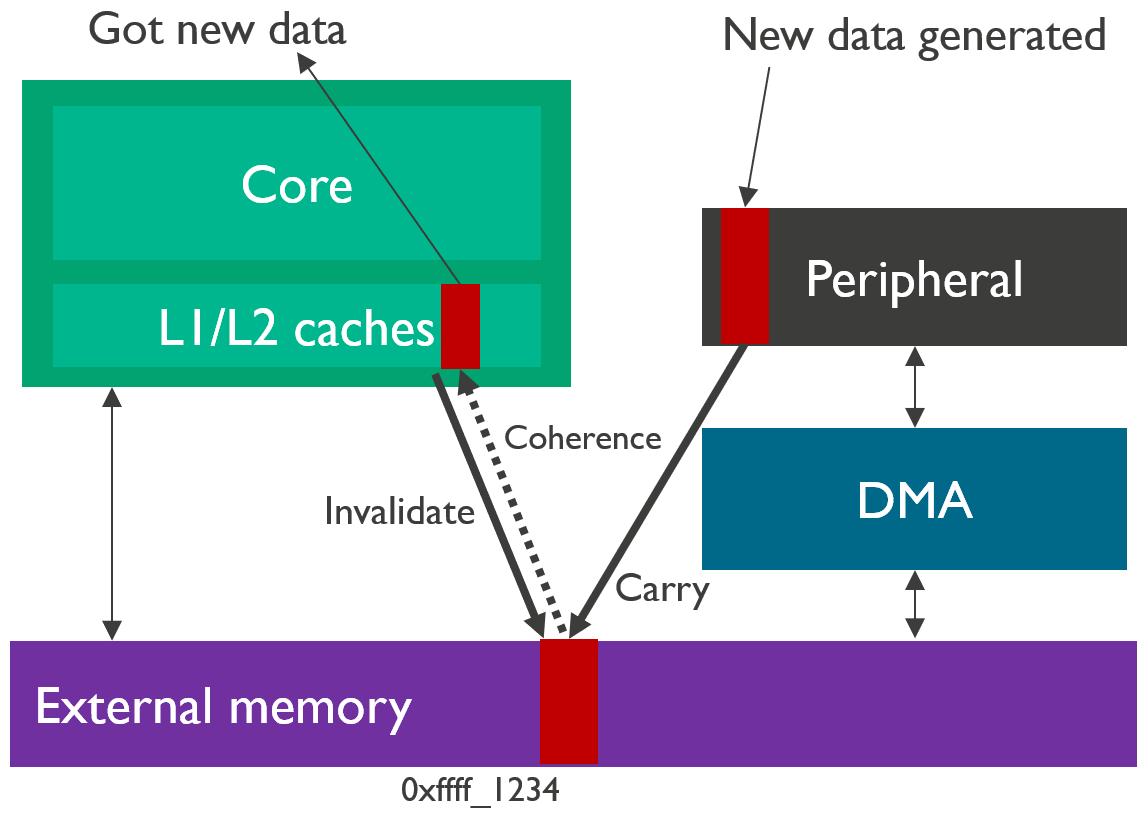 Got new data
New data generated
Core
Peripheral
L1/L2 caches
Coherence
Invalidate
DMA
Carry
External memory
0xffff_1234